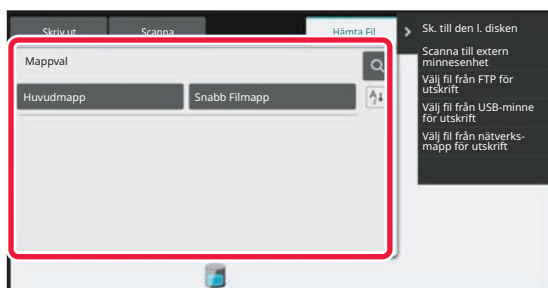 Skriv ut
Scanna
Hämta Fil
Mappval
Huvudmapp
Snabb Filmapp
Sk. till den l. disken
Scanna till extern
minnesenhet
Välj fil från FTP för
utskrift
Välj fil från USB-minne
för utskrift
Välj fil från nätverks-
mapp för utskrift